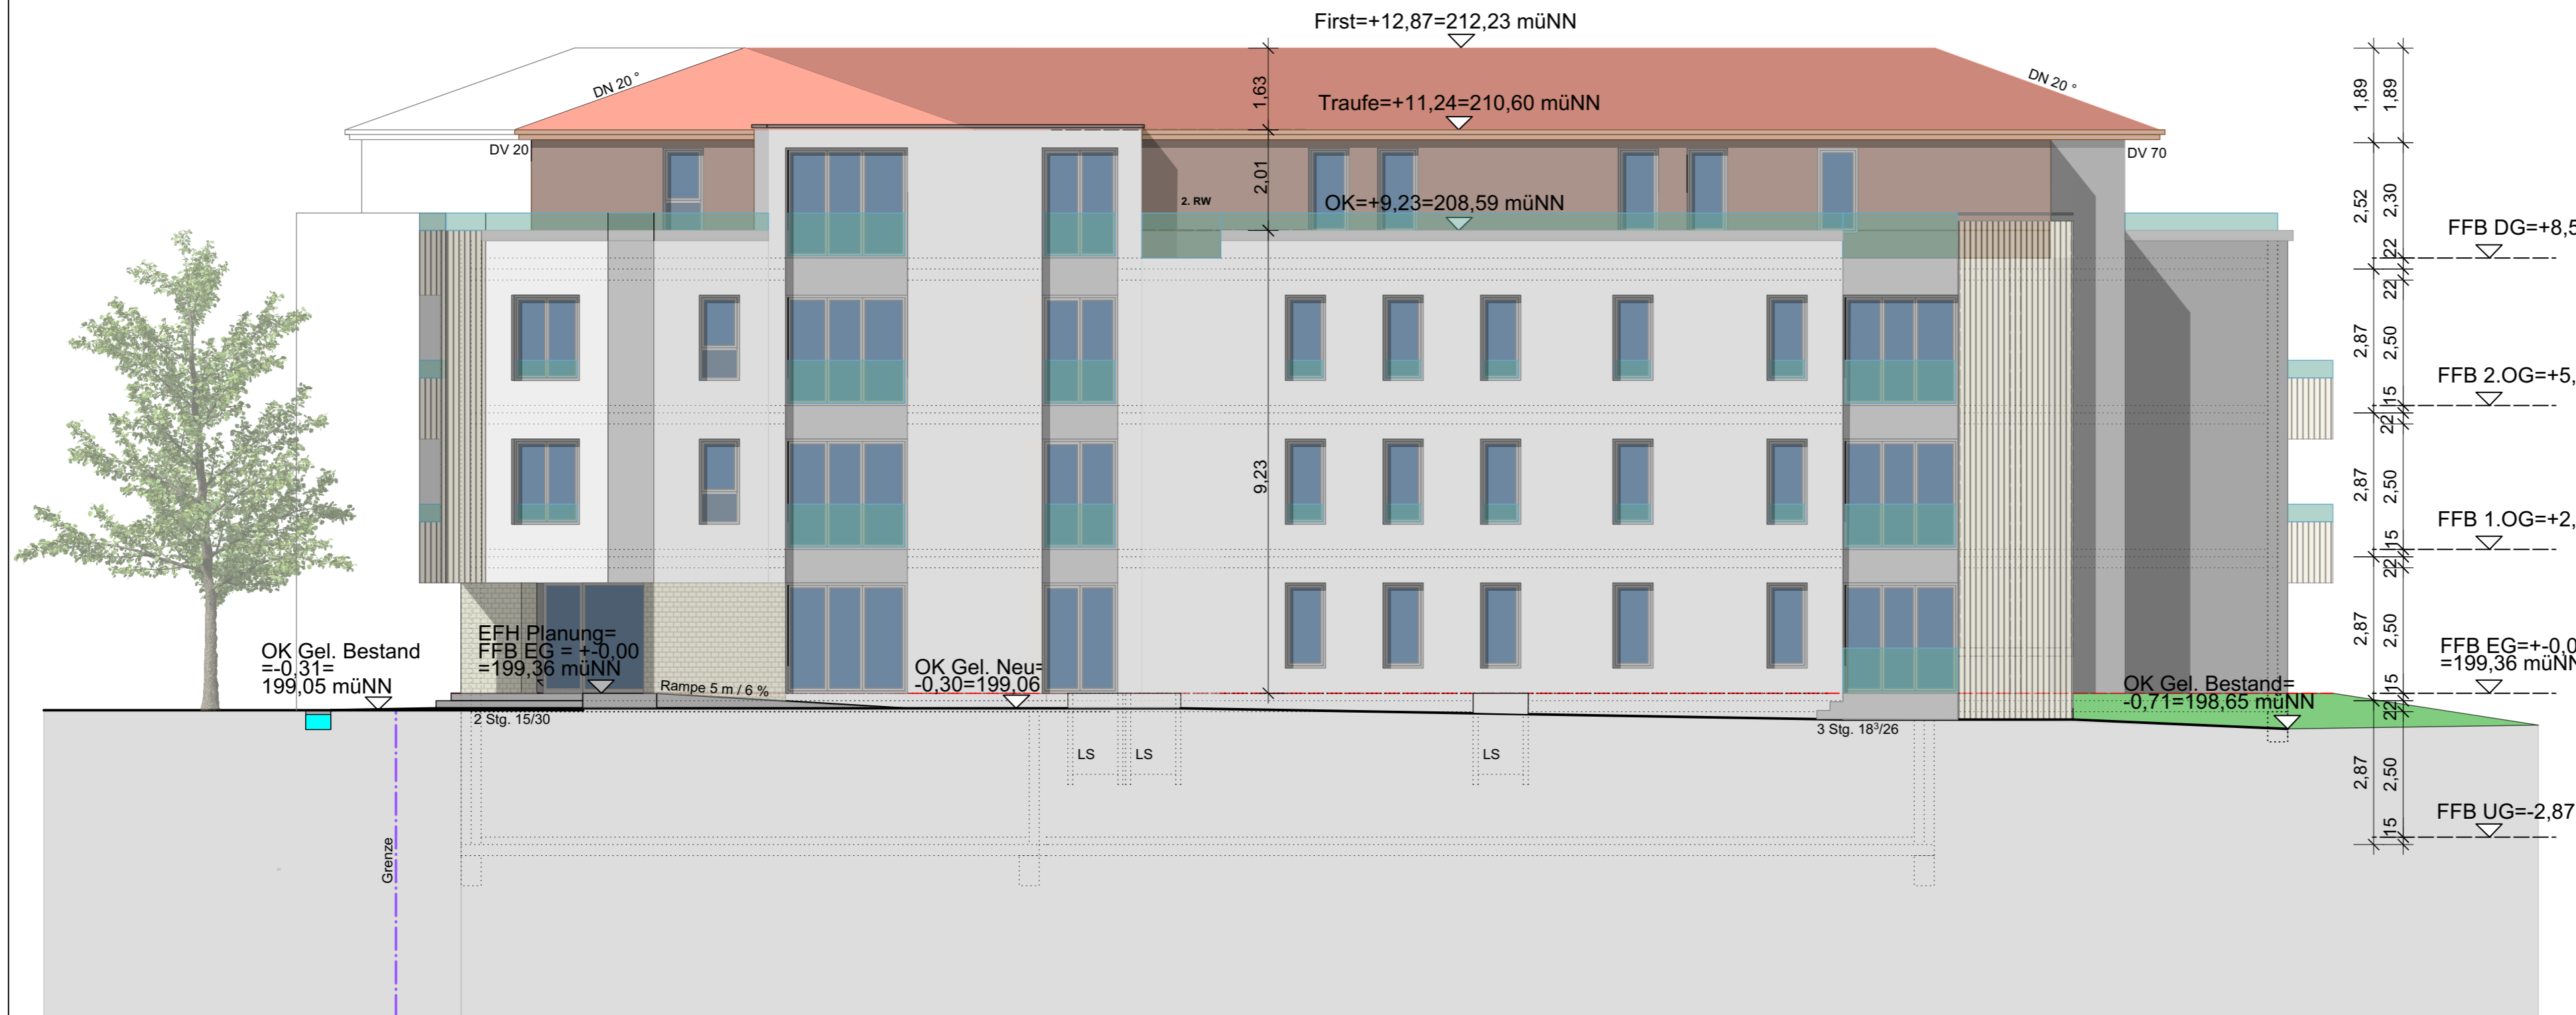 First=+12,87=212,23 müNN
DN 20 °
DN 20 °
1,63
1,89
1,89
Traufe=+11,24=210,60 müNN
DV 20
DV 70
2,01
2. RW
OK=+9,23=208,59 müNN
2,52
2,30
FFB DG=+8,5
22
22
2,87
2,50
FFB 2.OG=+5,
15
22
9,23
2,87
2,50
FFB 1.OG=+2,
15
22
2,87
2,50
OK Gel. Bestand
=-0,31=
199,05 müNN
EFH Planung=
FFB EG = +-0,00
=199,36 müNN
Rampe 5 m / 6 %
OK Gel. Neu=
-0,30=199,06
FFB EG=+-0,0
=199,36 müNN
OK Gel. Bestand=
-0,71=198,65 müNN
15
22
2 Stg. 15/30
3 Stg. 18³/26
LS
LS
LS
2,87
2,50
FFB UG=-2,87
15
Grenze